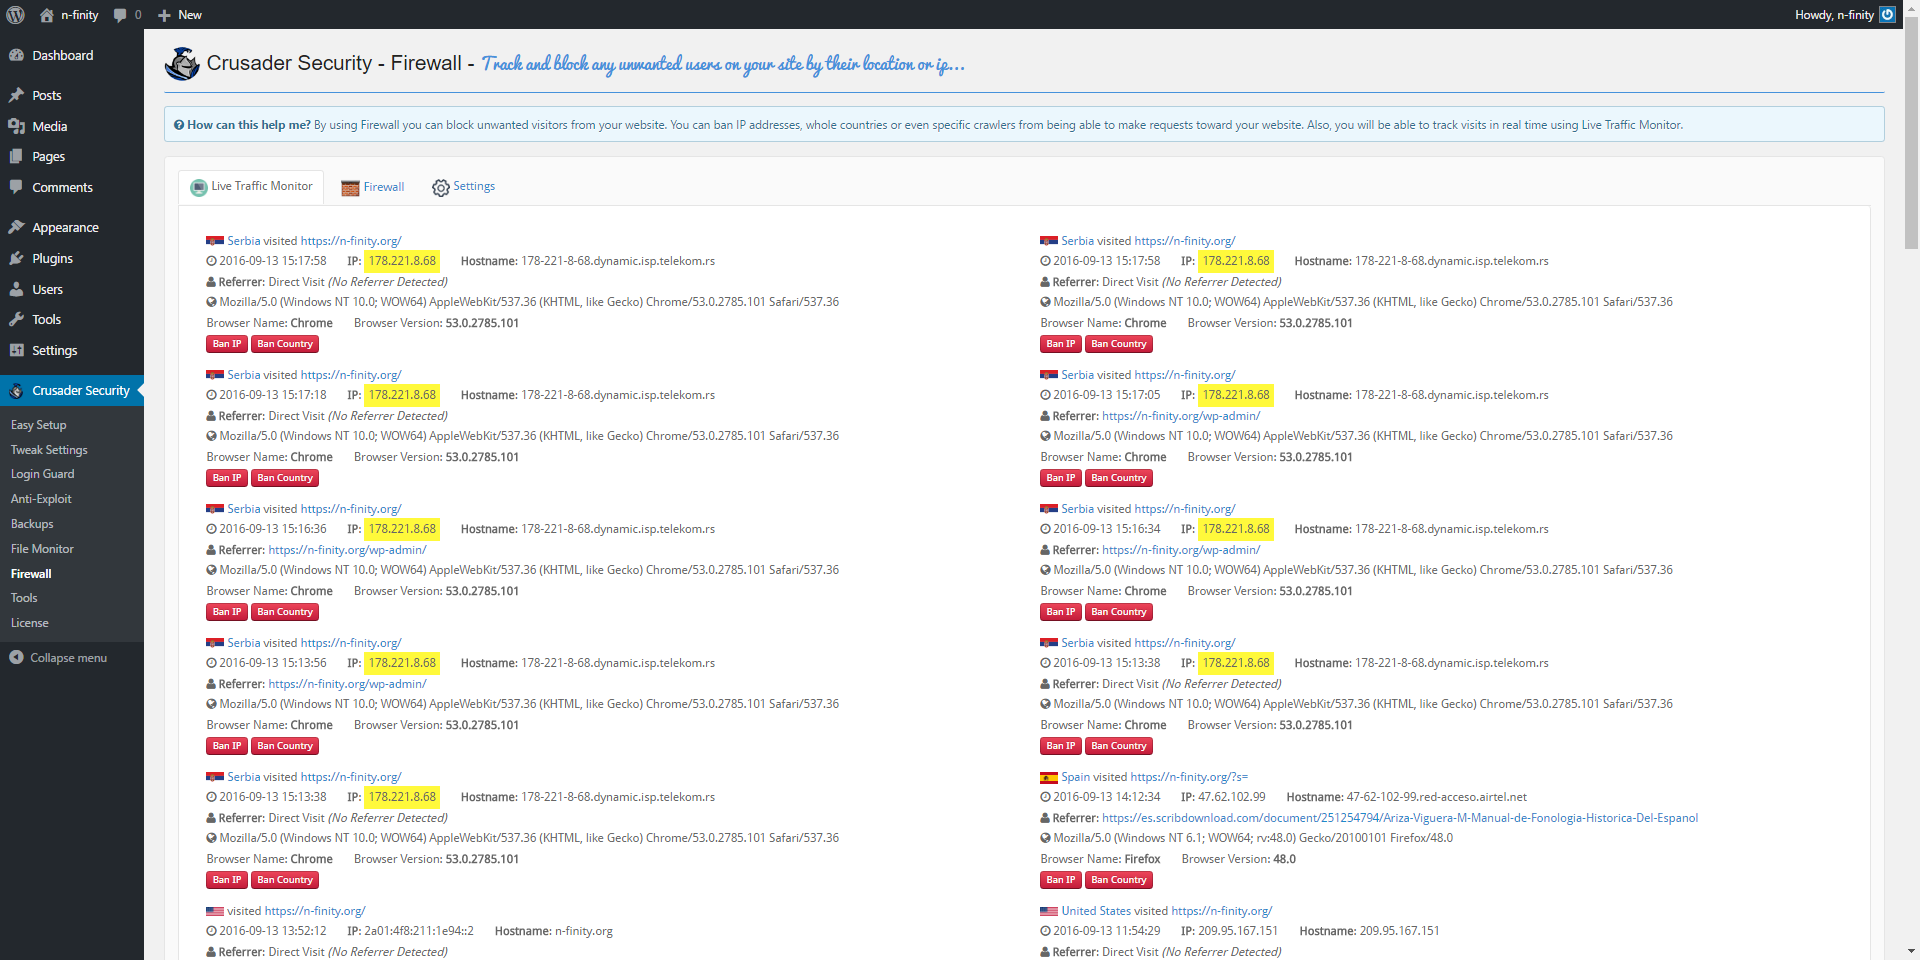 n-finity 0 New Howdy, n-finity
Dashboard
Posts
Media
Pages
Comments
Appearance
Plugins
Users
Tools
Settings
Crusader Security
Easy Setup
Tweak Settings
Login Guard
Anti-Exploit
Backups
File Monitor
Firewall
Tools
License
Collapse menu
Crusader Security - Firewall - Track and block any unwanted users on your site by their location or ip...
How can this help me? By using Firewall you can block unwanted visitors from your website. You can ban IP addresses, whole countries or even specific crawlers from being able to make requests toward your website. Also, you will be able to track visits in real time using Live Traffic Monitor.
Live Traffic Monitor Firewall Settings
Serbia visited https://n-finity.org/
2016-09-13 15:17:58 IP: 178.221.8.68 Hostname: 178-221-8-68.dynamic.isp.telekom.rs
Referrer: Direct Visit (No Referrer Detected)
Mozilla/5.0 (Windows NT 10.0; WOW64) AppleWebKit/537.36 (KHTML, like Gecko) Chrome/53.0.2785.101 Safari/537.36
Browser Name: Chrome Browser Version: 53.0.2785.101
Ban IP Ban Country
Serbia visited https://n-finity.org/
2016-09-13 15:17:58 IP: 178.221.8.68 Hostname: 178-221-8-68.dynamic.isp.telekom.rs
Referrer: Direct Visit (No Referrer Detected)
Mozilla/5.0 (Windows NT 10.0; WOW64) AppleWebKit/537.36 (KHTML, like Gecko) Chrome/53.0.2785.101 Safari/537.36
Browser Name: Chrome Browser Version: 53.0.2785.101
Ban IP Ban Country
Serbia visited https://n-finity.org/
2016-09-13 15:17:18 IP: 178.221.8.68 Hostname: 178-221-8-68.dynamic.isp.telekom.rs
Referrer: Direct Visit (No Referrer Detected)
Mozilla/5.0 (Windows NT 10.0; WOW64) AppleWebKit/537.36 (KHTML, like Gecko) Chrome/53.0.2785.101 Safari/537.36
Browser Name: Chrome Browser Version: 53.0.2785.101
Ban IP Ban Country
Serbia visited https://n-finity.org/
2016-09-13 15:17:05 IP: 178.221.8.68 Hostname: 178-221-8-68.dynamic.isp.telekom.rs
Referrer: https://n-finity.org/wp-admin/
Mozilla/5.0 (Windows NT 10.0; WOW64) AppleWebKit/537.36 (KHTML, like Gecko) Chrome/53.0.2785.101 Safari/537.36
Browser Name: Chrome Browser Version: 53.0.2785.101
Ban IP Ban Country
Serbia visited https://n-finity.org/
2016-09-13 15:16:36 IP: 178.221.8.68 Hostname: 178-221-8-68.dynamic.isp.telekom.rs
Referrer: https://n-finity.org/wp-admin/
Mozilla/5.0 (Windows NT 10.0; WOW64) AppleWebKit/537.36 (KHTML, like Gecko) Chrome/53.0.2785.101 Safari/537.36
Browser Name: Chrome Browser Version: 53.0.2785.101
Ban IP Ban Country
Serbia visited https://n-finity.org/
2016-09-13 15:16:34 IP: 178.221.8.68 Hostname: 178-221-8-68.dynamic.isp.telekom.rs
Referrer: https://n-finity.org/wp-admin/
Mozilla/5.0 (Windows NT 10.0; WOW64) AppleWebKit/537.36 (KHTML, like Gecko) Chrome/53.0.2785.101 Safari/537.36
Browser Name: Chrome Browser Version: 53.0.2785.101
Ban IP Ban Country
Serbia visited https://n-finity.org/
2016-09-13 15:13:56 IP: 178.221.8.68 Hostname: 178-221-8-68.dynamic.isp.telekom.rs
Referrer: https://n-finity.org/wp-admin/
Mozilla/5.0 (Windows NT 10.0; WOW64) AppleWebKit/537.36 (KHTML, like Gecko) Chrome/53.0.2785.101 Safari/537.36
Browser Name: Chrome Browser Version: 53.0.2785.101
Ban IP Ban Country
Serbia visited https://n-finity.org/
2016-09-13 15:13:38 IP: 178.221.8.68 Hostname: 178-221-8-68.dynamic.isp.telekom.rs
Referrer: Direct Visit (No Referrer Detected)
Mozilla/5.0 (Windows NT 10.0; WOW64) AppleWebKit/537.36 (KHTML, like Gecko) Chrome/53.0.2785.101 Safari/537.36
Browser Name: Chrome Browser Version: 53.0.2785.101
Ban IP Ban Country
Serbia visited https://n-finity.org/
2016-09-13 15:13:38 IP: 178.221.8.68 Hostname: 178-221-8-68.dynamic.isp.telekom.rs
Referrer: Direct Visit (No Referrer Detected)
Mozilla/5.0 (Windows NT 10.0; WOW64) AppleWebKit/537.36 (KHTML, like Gecko) Chrome/53.0.2785.101 Safari/537.36
Browser Name: Chrome Browser Version: 53.0.2785.101
Ban IP Ban Country
Spain visited https://n-finity.org/?s=
2016-09-13 14:12:34 IP: 47.62.102.99 Hostname: 47-62-102-99.red-acceso.airtel.net
Referrer: https://es.scribdownload.com/document/251254794/Ariza-Viguera-M-Manual-de-Fonologia-Historica-Del-Espanol
Mozilla/5.0 (Windows NT 6.1; WOW64; rv:48.0) Gecko/20100101 Firefox/48.0
Browser Name: Firefox Browser Version: 48.0
Ban IP Ban Country
visited https://n-finity.org/
2016-09-13 13:52:12 IP: 2a01:4f8:211:1e94::2 Hostname: n-finity.org
Referrer: Direct Visit (No Referrer Detected)
United States visited https://n-finity.org/
2016-09-13 11:54:29 IP: 209.95.167.151 Hostname: 209.95.167.151
Referrer: Direct Visit (No Referrer Detected)